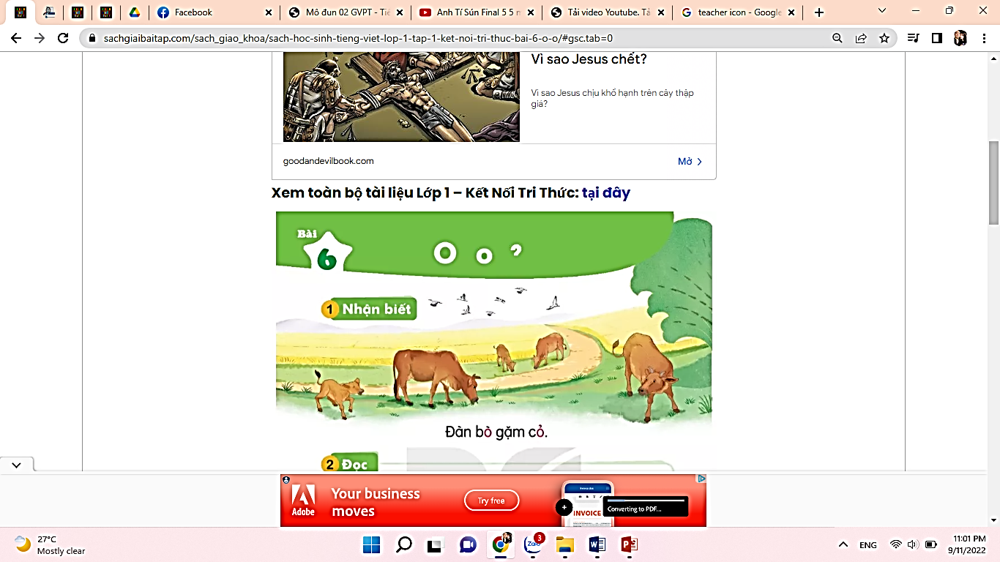 Facebook
Mô đun 02 GVPT - Tiế
Anh Tí Sún Final 5 5 m
Tải video Youtube. Tả
teacher icon - Google
sachgiaibaitap.com/sach_giao_khoa/sach-hoc-sinh-tieng-viet-lop-1-tap-1-ket-noi-tri-thuc-bai-6-o-o/#gsc.tab=0
Vì sao Jesus chết?
Vì sao Jesus chịu khổ hạnh trên cây thập
giá?
goodandevilbook.com
Mở
Xem toàn bộ tài liệu Lớp 1 – Kết Nối Tri Thức: tại đây
Bài
6
O o ?
1 Nhận biết
Đàn bò gặm cỏ.
2 Đọc
Adobe
Your business
moves
Try free
INVOICE
Converting to PDF...
27°C
Mostly clear
Zalo
3
ENG
11:01 PM
9/11/2022